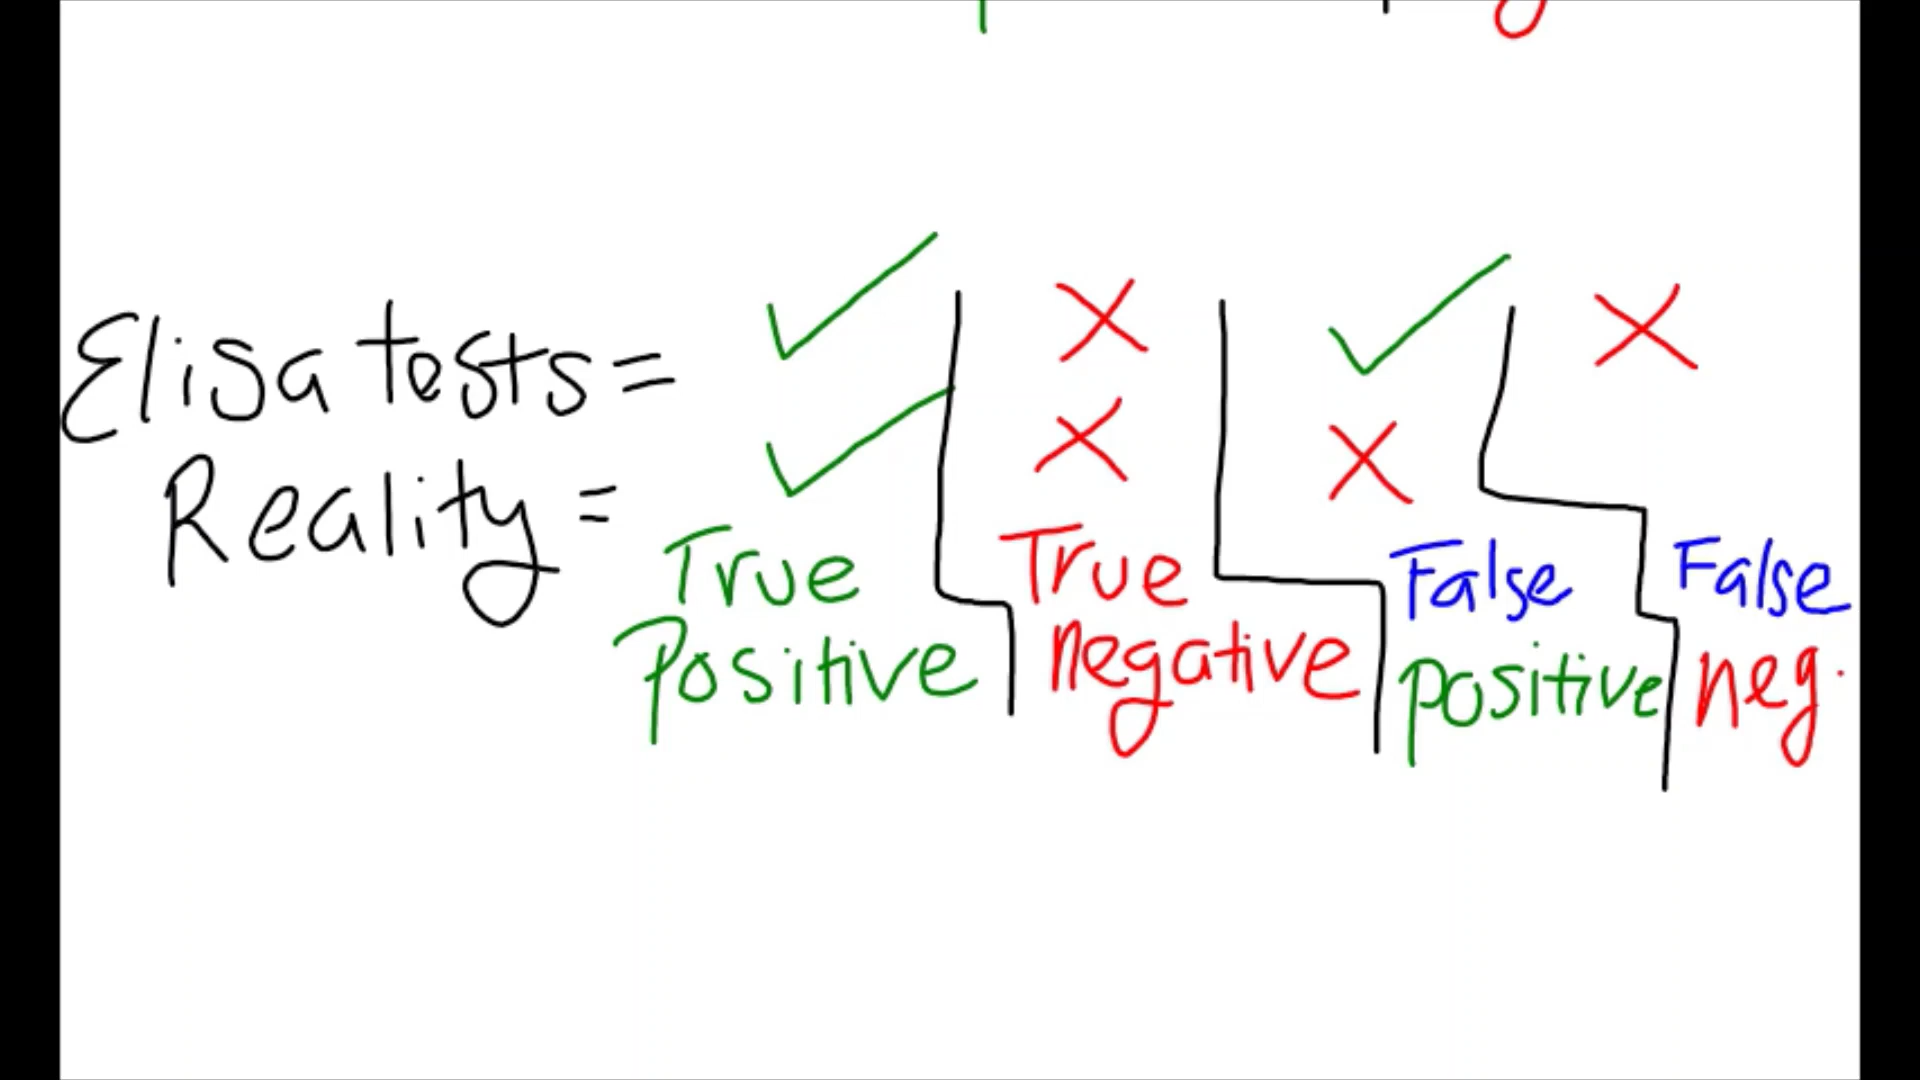 Elisa tests = ✓ X ✓ X
Reality = ✓ X X
True True False False
Positive negative positive neg.